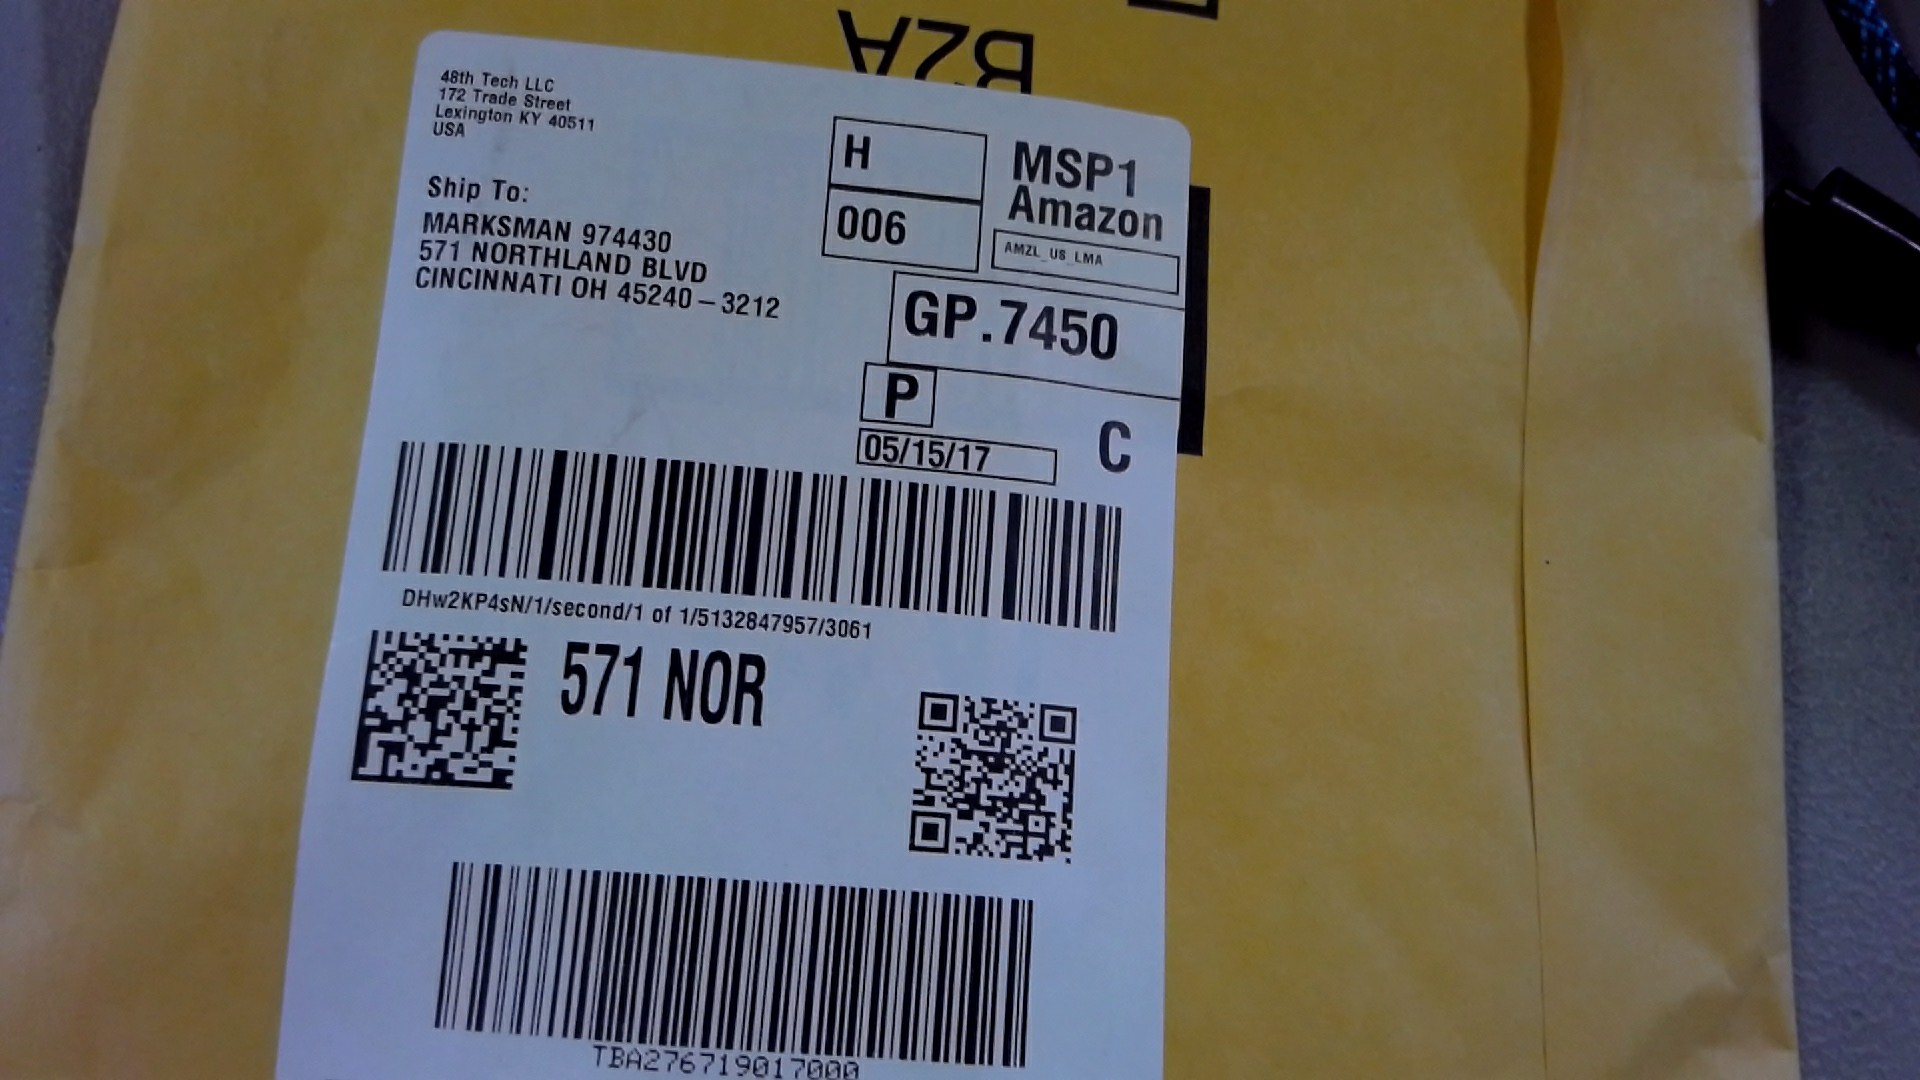 B2A
48th Tech LLC
172 Trade Street
Lexington KY 40511
USA
Ship To:
MARKSMAN 974430
571 NORTHLAND BLVD
CINCINNATI OH 45240-3212
H
006
MSP1
Amazon
AMZL_US_LMA
GP.7450
P
C
05/15/17
DHw2KP4sN/1/second/1 of 1/5132847957/3061
571 NOR
TBA276719017000